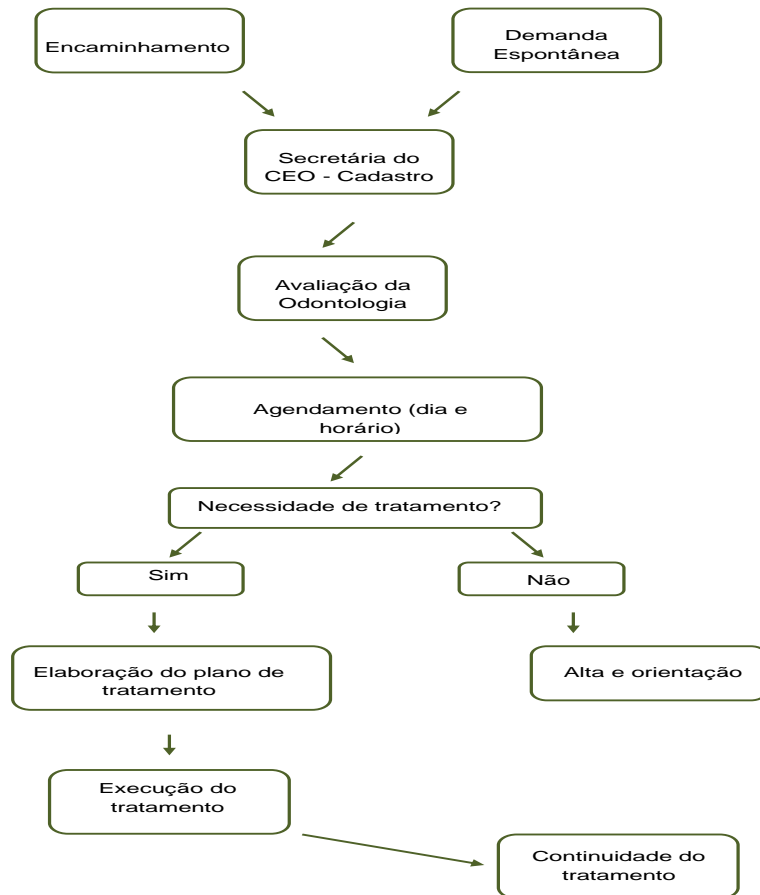 Encaminhamento
Demanda
Espontânea
Secretária do
CEO - Cadastro
Avaliação da
Odontologia
Agendamento (dia e
horário)
Necessidade de tratamento?
Sim
Não
Elaboração do plano de
tratamento
Alta e orientação
Execução do
tratamento
Continuidade do
tratamento